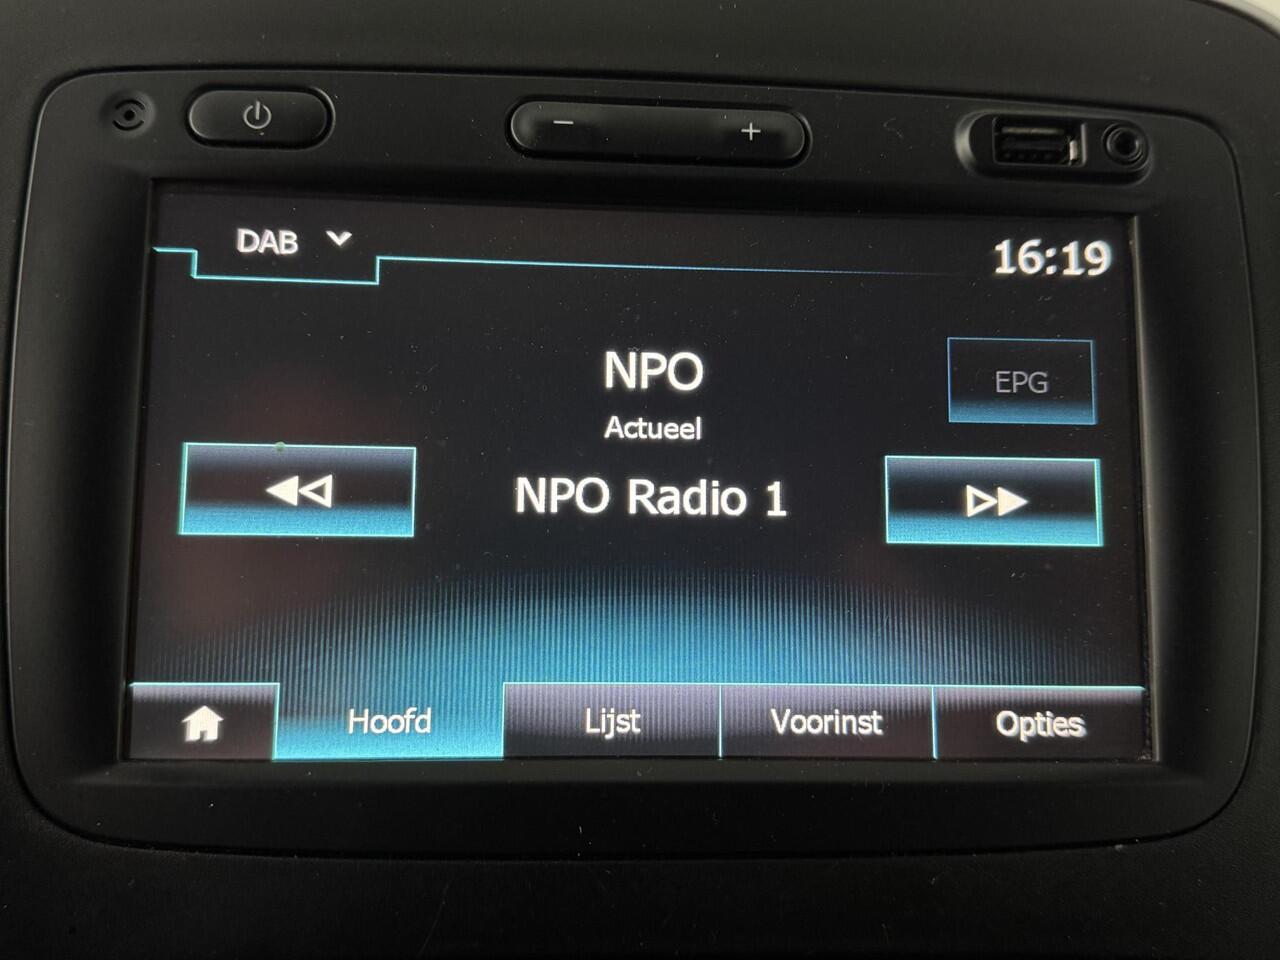 − +
DAB
16:19
NPO
EPG
Actueel
NPO Radio 1
Hoofd Lijst Voorinst Opties